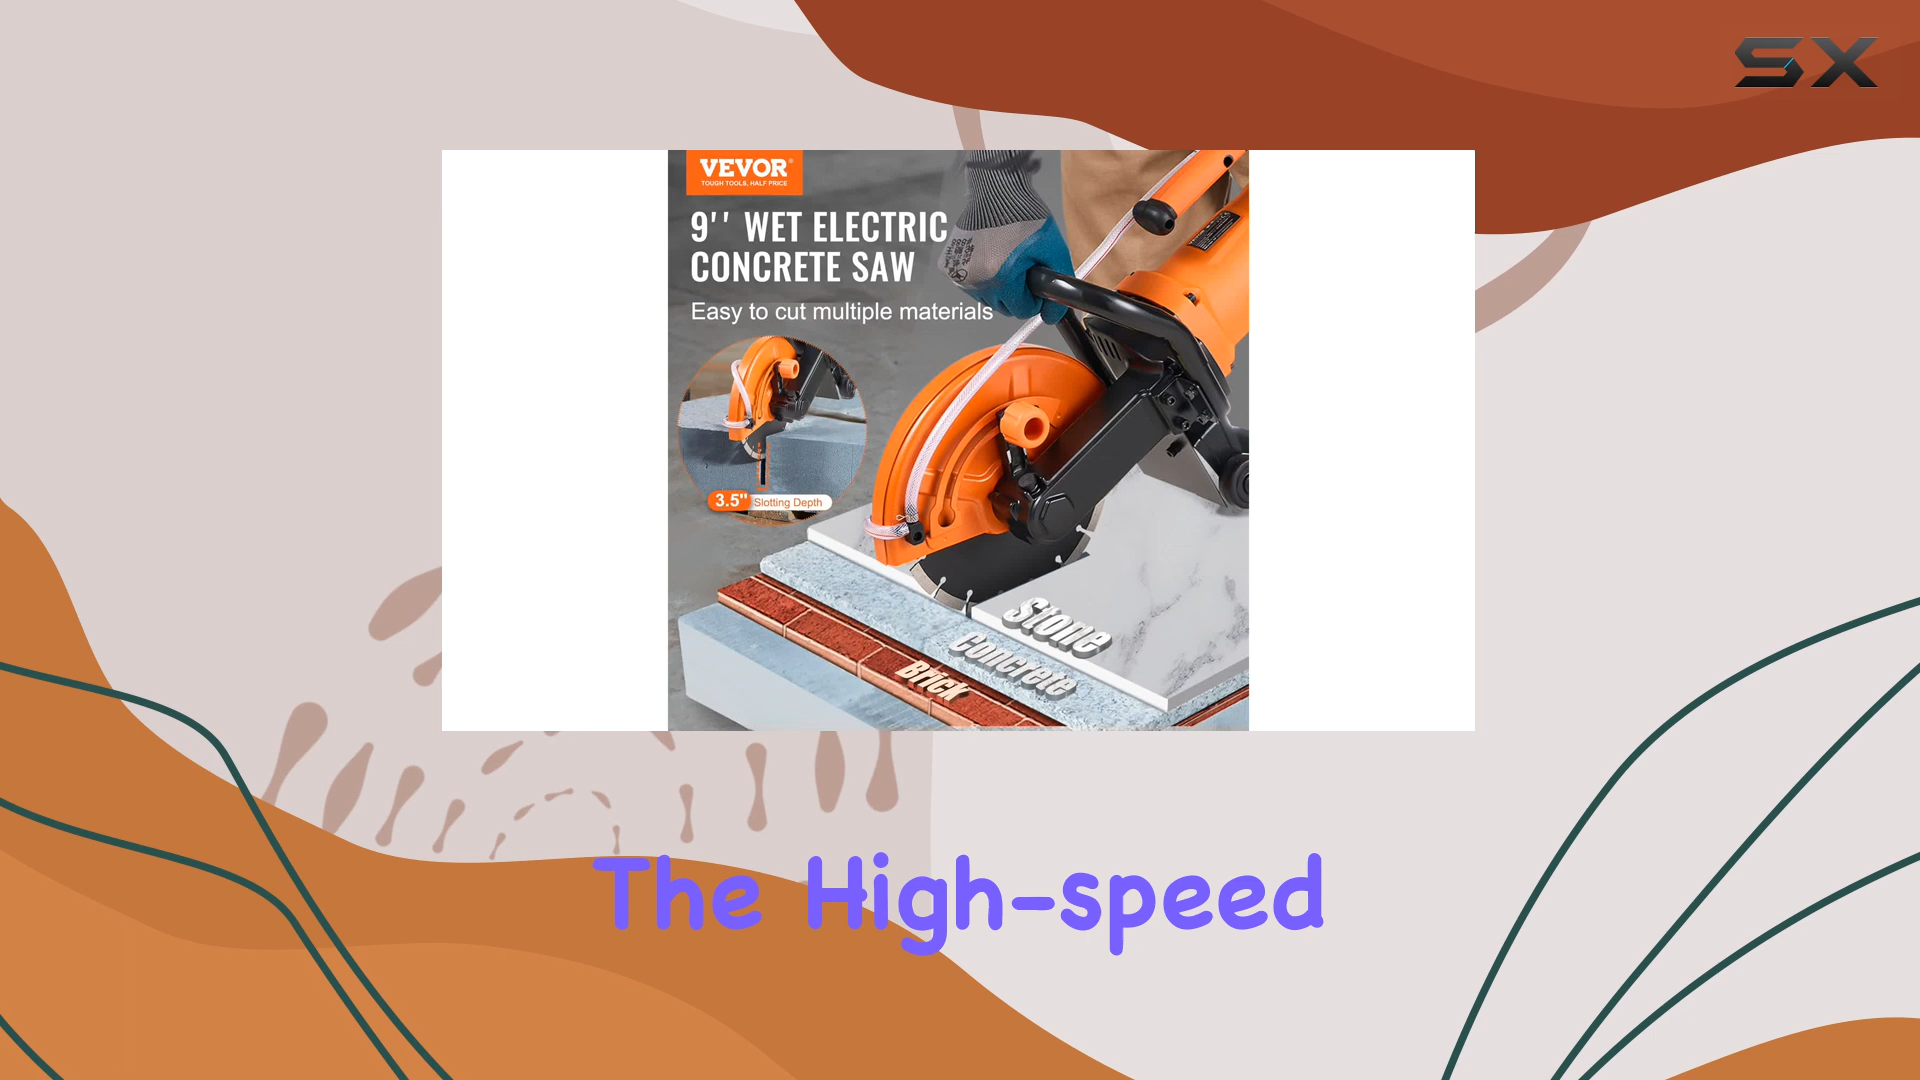 SX
VEVOR
TOUGH TOOLS, HALF PRICE
9'' WET ELECTRIC
CONCRETE SAW
Easy to cut multiple materials
3.5" Slotting Depth
Stone
Concrete
Brick
The High-speed